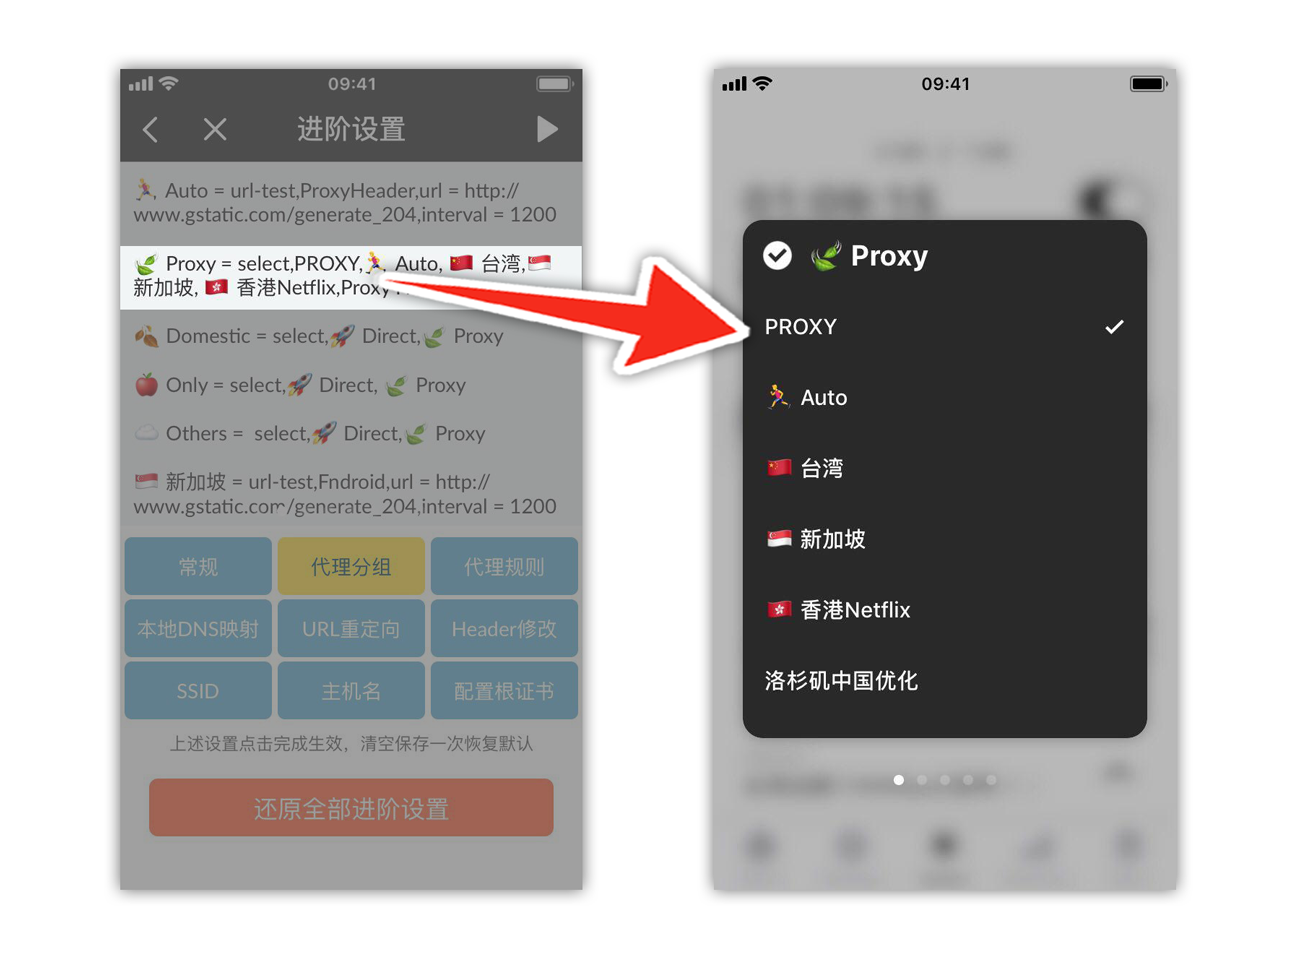 09:41
进阶设置
🏃 Auto = url-test,ProxyHeader,url = http://
www.gstatic.com/generate_204,interval = 1200
🍃 Proxy = select,PROXY,🏃 Auto, 🇨🇳 台湾,🇸🇬
新加坡, 🇭🇰 香港Netflix,Proxy
🍂 Domestic = select,🚀 Direct,🍃 Proxy
🍎 Only = select,🚀 Direct, 🍃 Proxy
☁️ Others = select,🚀 Direct,🍃 Proxy
🇸🇬 新加坡 = url-test,Fndroid,url = http://
www.gstatic.com/generate_204,interval = 1200
常规
代理分组
代理规则
本地DNS映射
URL重定向
Header修改
SSID
主机名
配置根证书
上述设置点击完成生效，清空保存一次恢复默认
还原全部进阶设置
09:41
🍃 Proxy
PROXY
🏃 Auto
🇨🇳 台湾
🇸🇬 新加坡
🇭🇰 香港Netflix
洛杉矶中国优化